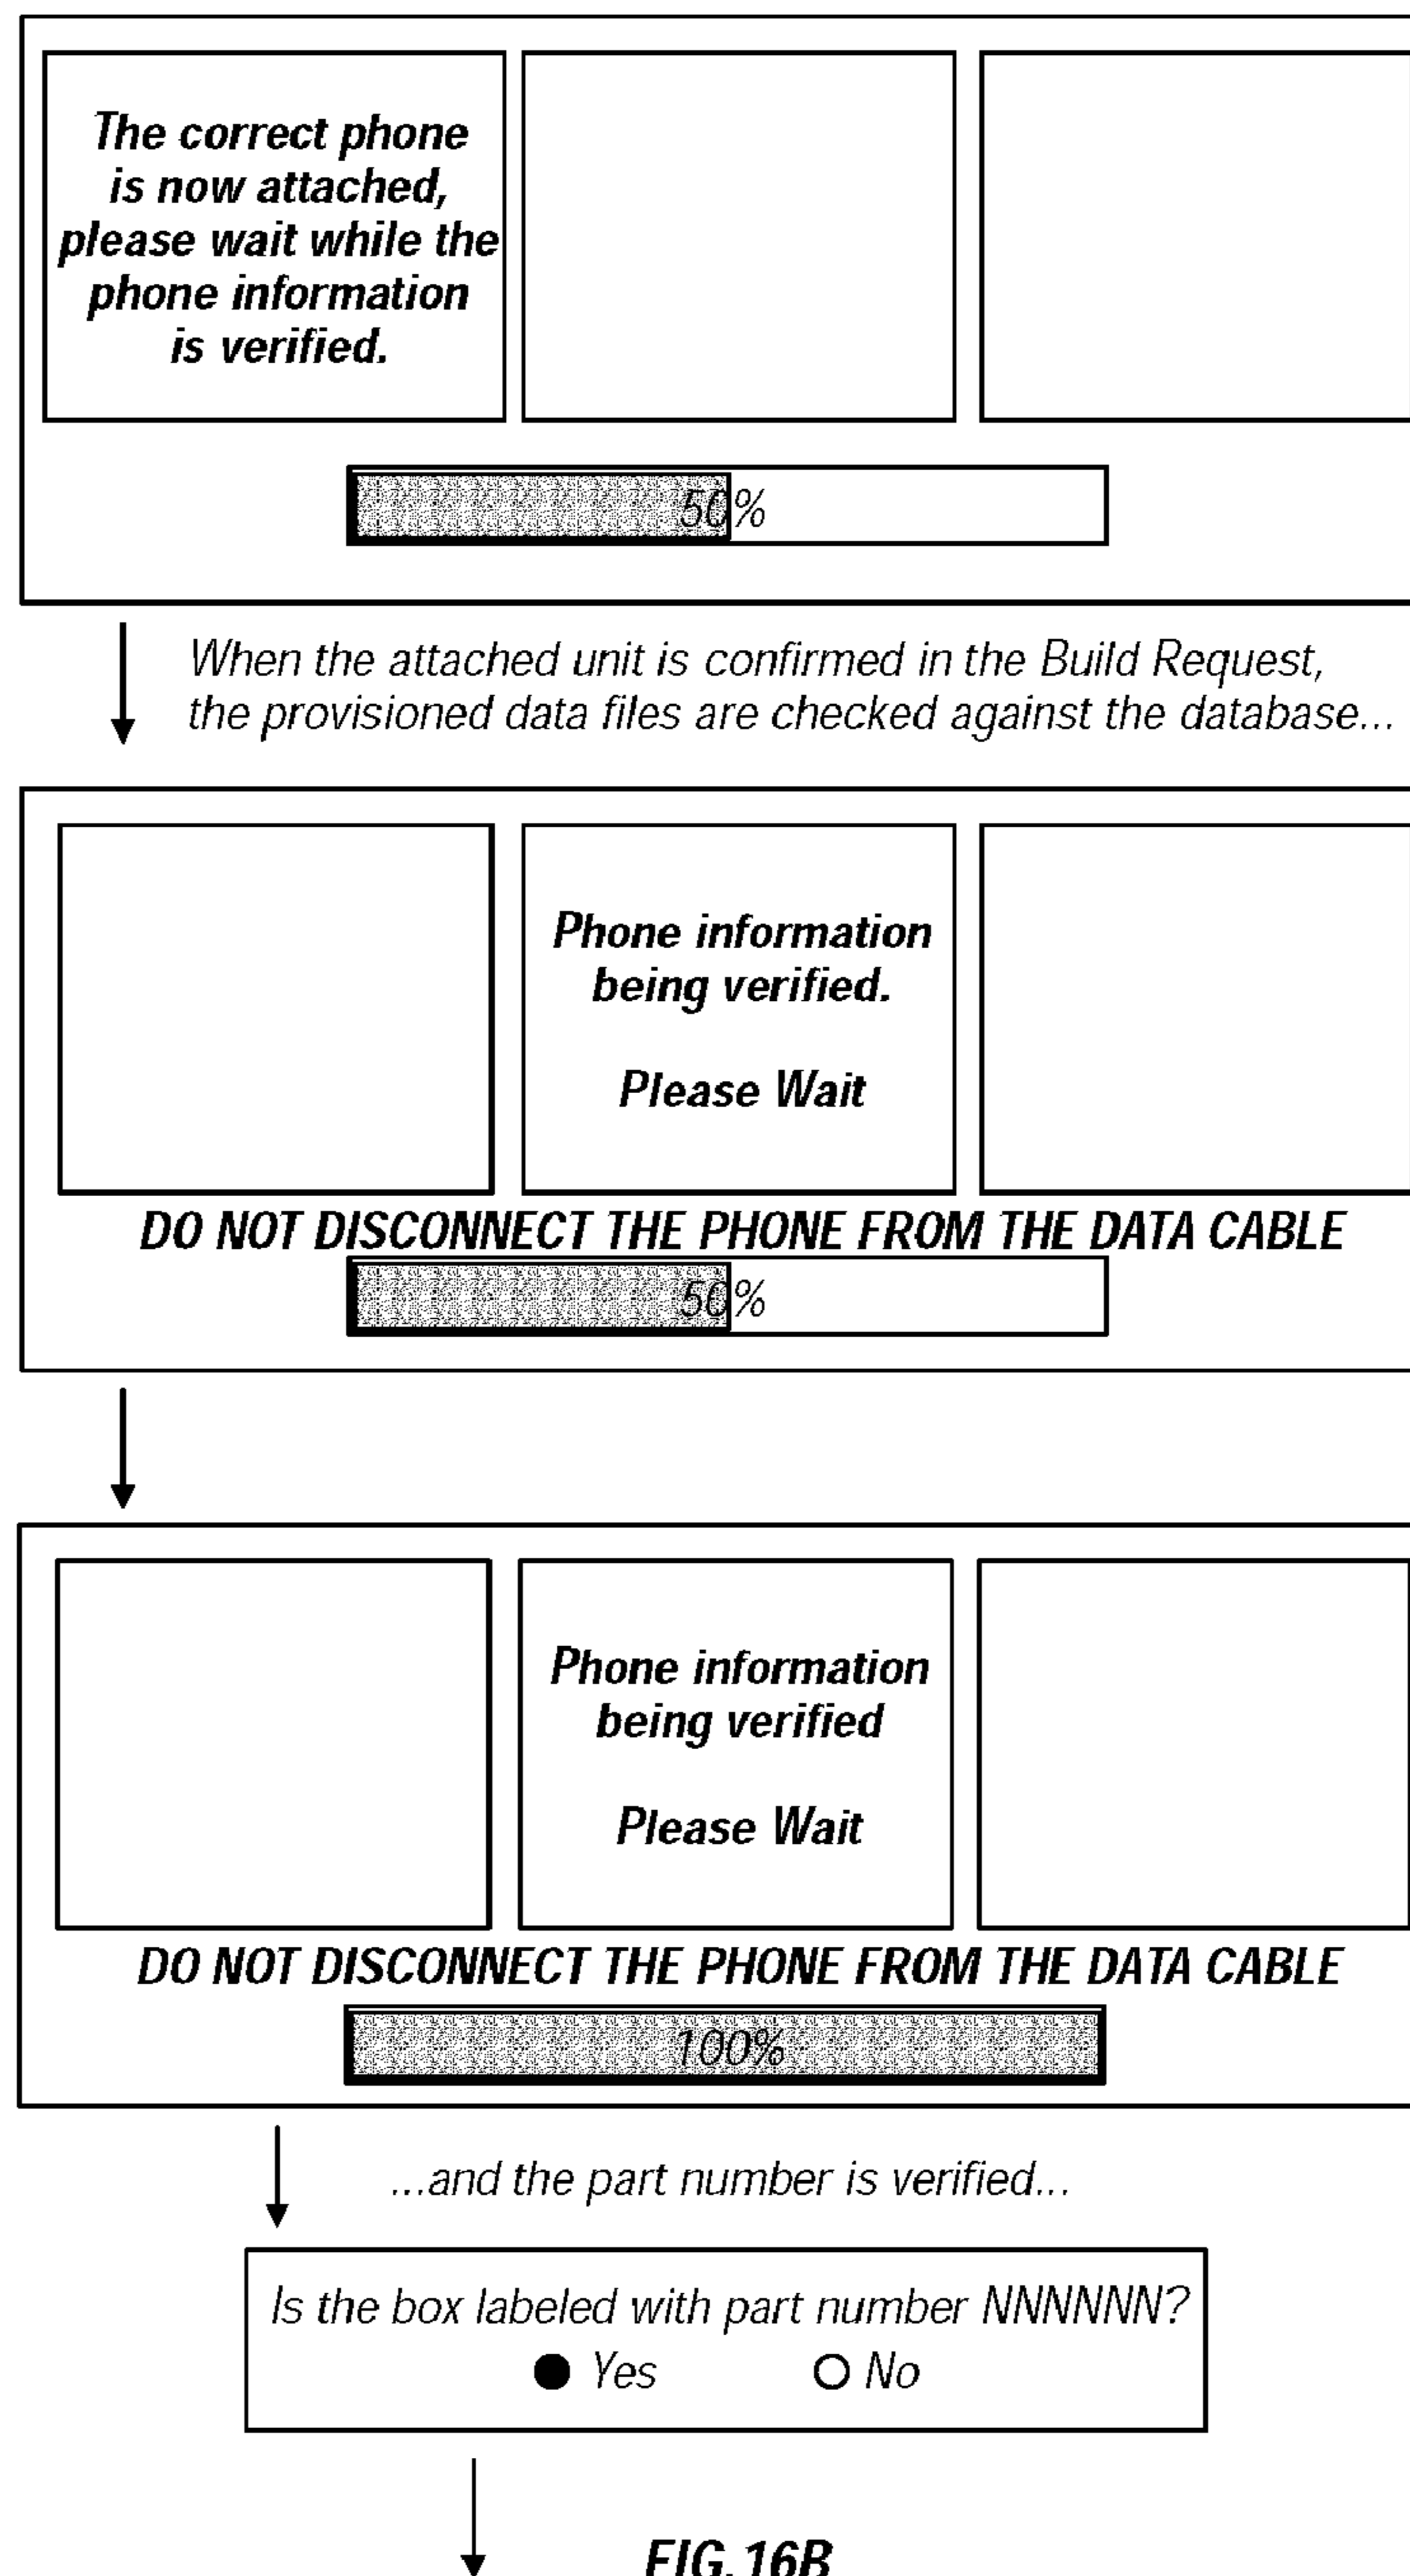 The correct phone
is now attached,
please wait while the
phone information
is verified.
50%
When the attached unit is confirmed in the Build Request,
the provisioned data files are checked against the database...
Phone information
being verified.
Please Wait
DO NOT DISCONNECT THE PHONE FROM THE DATA CABLE
50%
Phone information
being verified
Please Wait
DO NOT DISCONNECT THE PHONE FROM THE DATA CABLE
100%
...and the part number is verified...
Is the box labeled with part number NNNNNN?
Yes No
FIG.16B